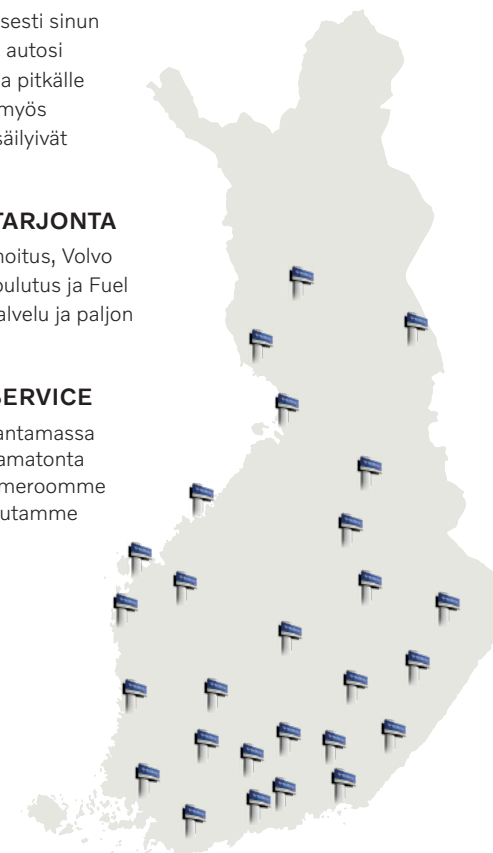 sesti sinun
autosi
a pitkälle
myös
säilyivät
TARJONTA
noitus, Volvo
oulutus ja Fuel
alvelu ja paljon
SERVICE
antamassa
amatonta
meroomme
utamme